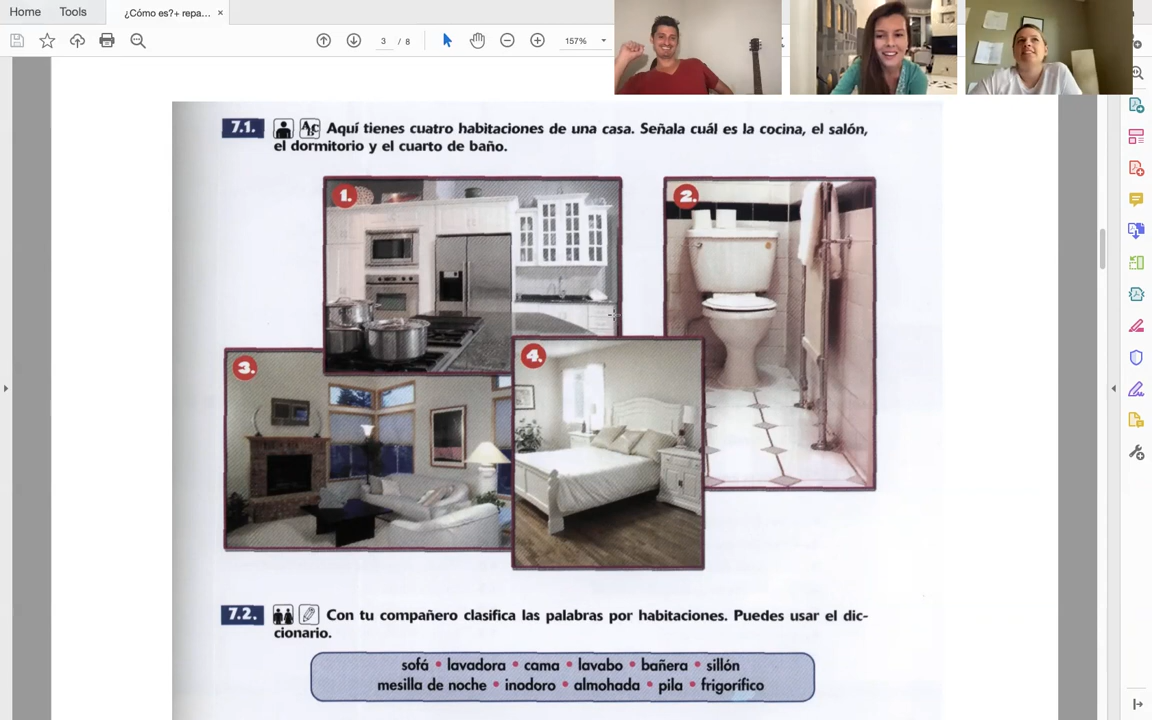 Home Tools ¿Cómo es?+ repa... ×
3 / 8 157%
7.1. Aquí tienes cuatro habitaciones de una casa. Señala cuál es la cocina, el salón,
el dormitorio y el cuarto de baño.
1.
2.
3.
4.
7.2. Con tu compañero clasifica las palabras por habitaciones. Puedes usar el dic-
cionario.
sofá • lavadora • cama • lavabo • bañera • sillón
mesilla de noche • inodoro • almohada • pila • frigorífico